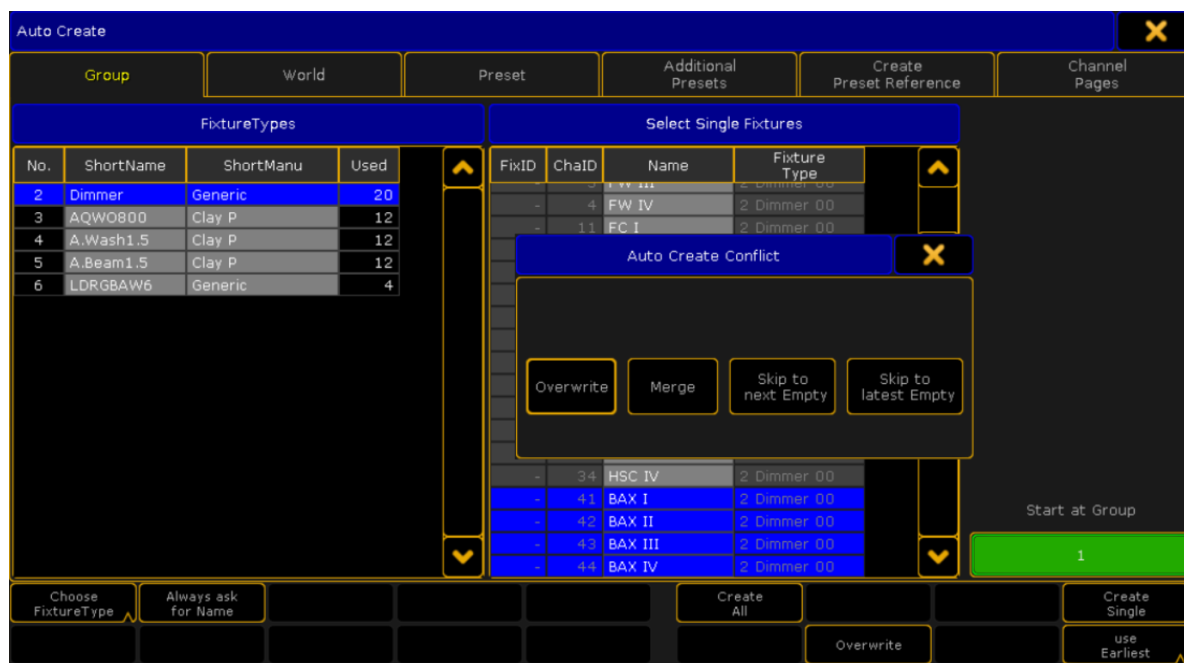 Auto Create
Group World Preset Additional Presets Create Preset Reference Channel Pages
FixtureTypes
No. ShortName ShortManu Used
2 Dimmer Generic 20
3 AQWO800 Clay P 12
4 A.Wash1.5 Clay P 12
5 A.Beam1.5 Clay P 12
6 LDRGBAW6 Generic 4
Select Single Fixtures
FixID ChaID Name Fixture Type
- 4 FW IV 2 Dimmer 00
- 11 FC I 2 Dimmer 00
Auto Create Conflict
Overwrite Merge Skip to next Empty Skip to latest Empty
- 34 HSC IV 2 Dimmer 00
- 41 BAX I 2 Dimmer 00
- 42 BAX II 2 Dimmer 00
- 43 BAX III 2 Dimmer 00
- 44 BAX IV 2 Dimmer 00
Start at Group
1
Choose FixtureType Always ask for Name Create All Create Single
Overwrite use Earliest